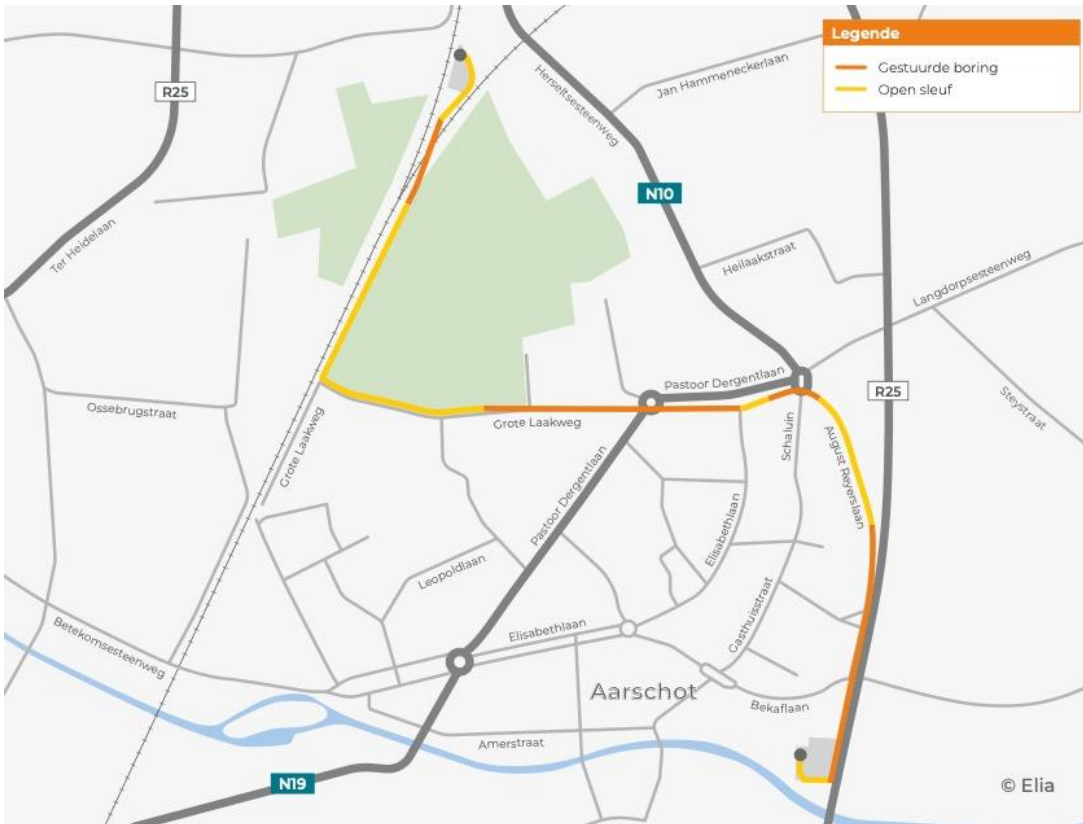 Legende
Gestuurde boring
Open sleuf
R25
Herseltsesteenweg
Jan Hammeneckerlaan
N10
Ter Heidelaan
Heilaakstraat
Langdorpsesteenweg
Pastoor Dergentlaan
R25
Steystraat
Ossebrugstraat
Grote Laakweg
Grote Laakweg
Schaluin
August Reyerslaan
Pastoor Dergentlaan
Elisabethlaan
Leopoldlaan
Gasthuisstraat
Elisabethlaan
Betekomsesteenweg
Aarschot
Bekaflaan
Amerstraat
N19
© Elia